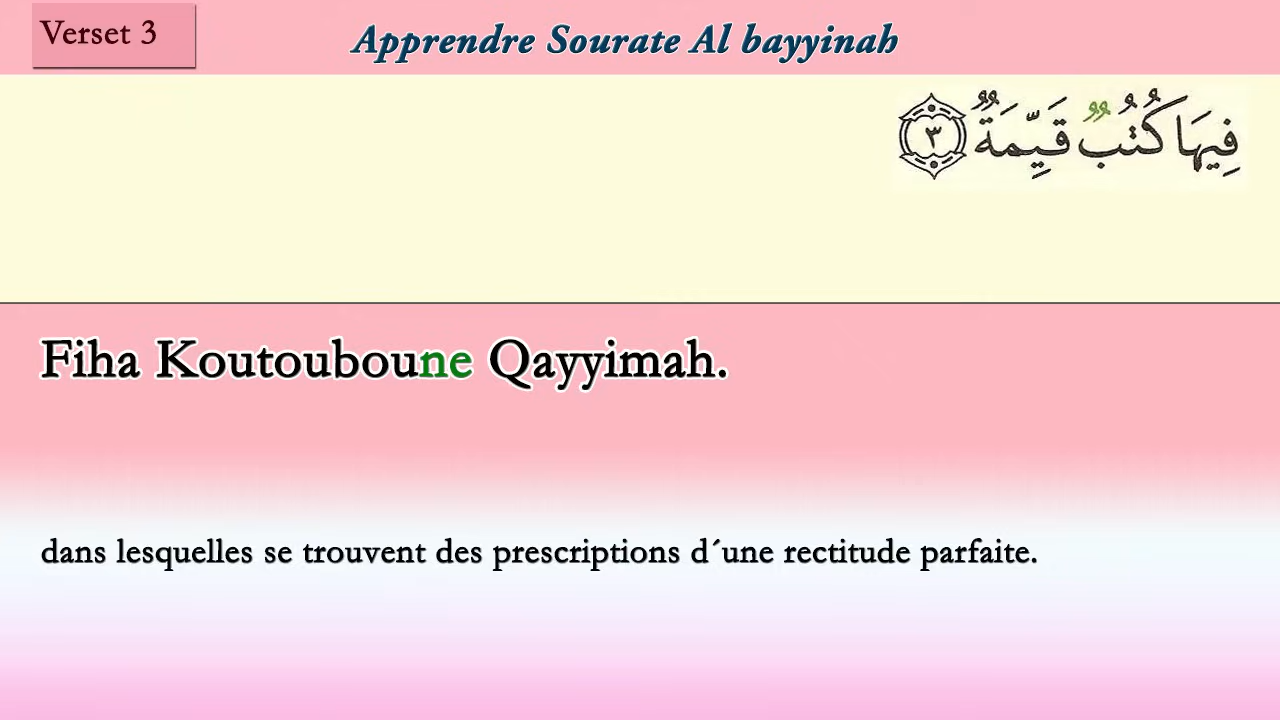 Verset 3
Apprendre Sourate Al bayyinah
فِيهَا كُتُبٌ قَيِّمَةٌ ٣
Fiha Koutouboune Qayyimah.
dans lesquelles se trouvent des prescriptions d´une rectitude parfaite.